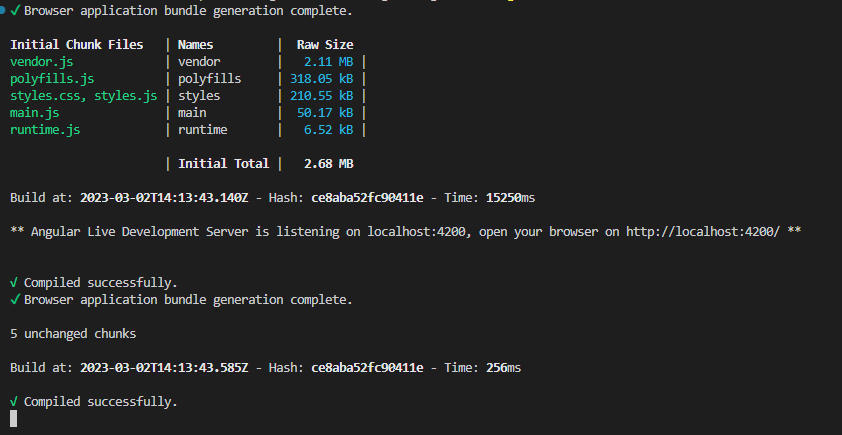 ✓ Browser application bundle generation complete.
Initial Chunk Files | Names | Raw Size
vendor.js | vendor | 2.11 MB |
polyfills.js | polyfills | 318.05 kB |
styles.css, styles.js | styles | 210.55 kB |
main.js | main | 50.17 kB |
runtime.js | runtime | 6.52 kB |
| Initial Total | 2.68 MB
Build at: 2023-03-02T14:13:43.140Z - Hash: ce8aba52fc90411e - Time: 15250ms
** Angular Live Development Server is listening on localhost:4200, open your browser on http://localhost:4200/ **
√ Compiled successfully.
✓ Browser application bundle generation complete.
5 unchanged chunks
Build at: 2023-03-02T14:13:43.585Z - Hash: ce8aba52fc90411e - Time: 256ms
√ Compiled successfully.